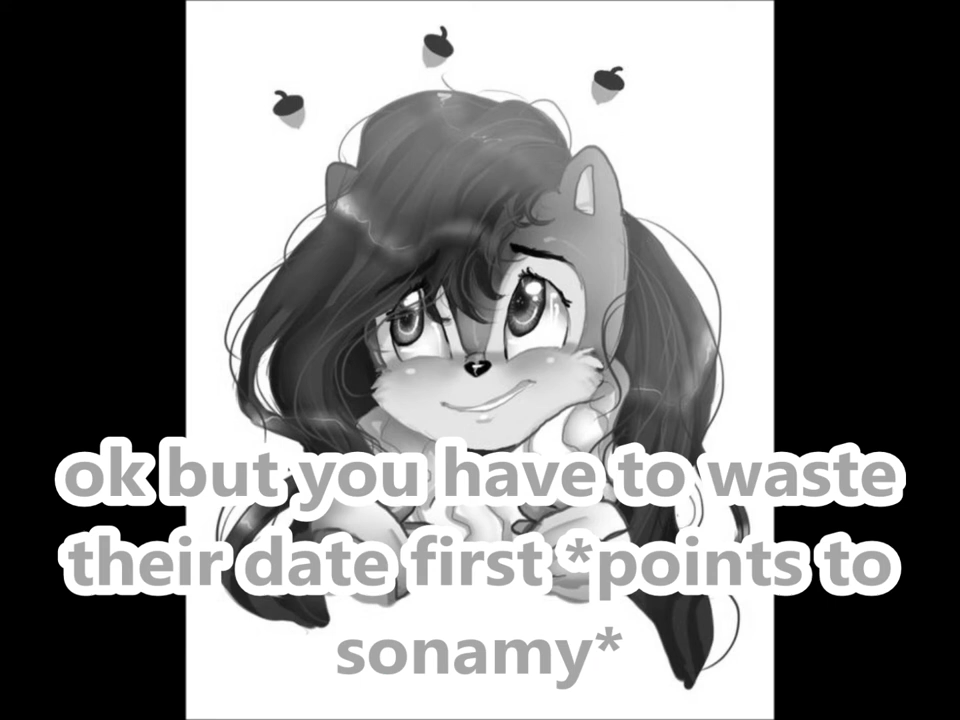 ok but you have to waste
their date first *points to
sonamy*